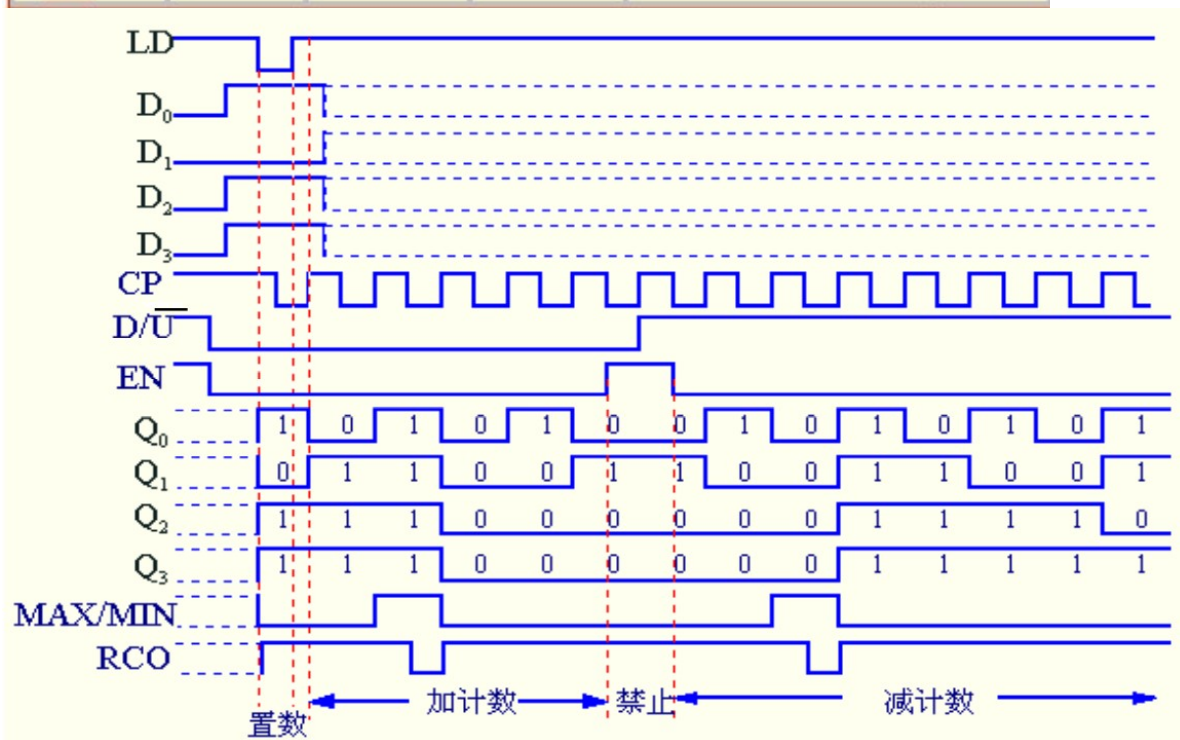 LD
D₀
D₁
D₂
D₃
CP
D/U̅
EN
Q₀ 1 0 1 0 1 0 0 1 0 1 0 1 0 1
Q₁ 0 1 1 0 0 1 1 0 0 1 1 0 0 1
Q₂ 1 1 1 0 0 0 0 0 0 1 1 1 1 0
Q₃ 1 1 1 0 0 0 0 0 0 1 1 1 1 1
MAX/MIN
RCO
置数 加计数 禁止 减计数